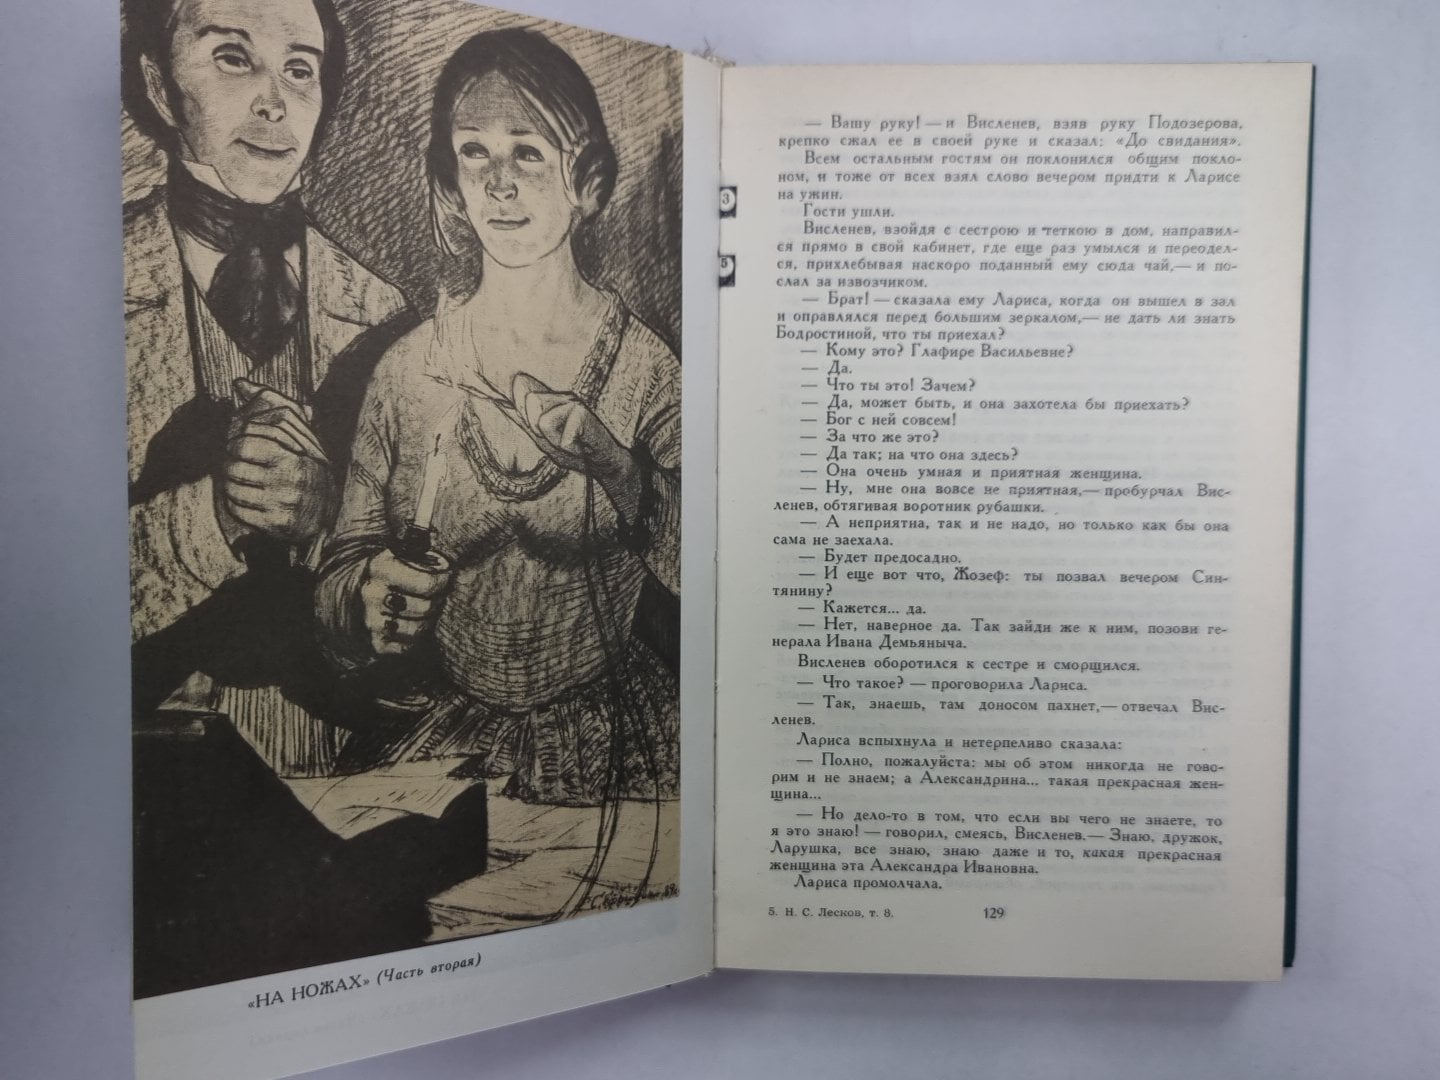 «НА НОЖАХ» (Часть вторая)
3
5
— Вашу руку! — и Висленев, взяв руку Подозерова,
крепко сжал ее в своей руке и сказал: «До свидания».
Всем остальным гостям он поклонился общим покло-
ном, и тоже от всех взял слово вечером придти к Ларисе
на ужин.
Гости ушли.
Висленев, взойдя с сестрою и теткою в дом, направил-
ся прямо в свой кабинет, где еще раз умылся и переодел-
ся, прихлебывая наскоро поданный ему сюда чай,— и по-
слал за извозчиком.
— Брат! — сказала ему Лариса, когда он вышел в зал
и оправлялся перед большим зеркалом,— не дать ли знать
Бодростиной, что ты приехал?
— Кому это? Глафире Васильевне?
— Да.
— Что ты это! Зачем?
— Да, может быть, и она захотела бы приехать?
— Бог с ней совсем!
— За что же это?
— Да так; на что она здесь?
— Она очень умная и приятная женщина.
— Ну, мне она вовсе не приятная,— пробурчал Вис-
ленев, обтягивая воротник рубашки.
— А неприятна, так и не надо, но только как бы она
сама не заехала.
— Будет предосадно.
— И еще вот что, Жозеф: ты позвал вечером Син-
тянину?
— Кажется... да.
— Нет, наверное да. Так зайди же к ним, позови ге-
нерала Ивана Демьяныча.
Висленев оборотился к сестре и сморщился.
— Что такое? — проговорила Лариса.
— Так, знаешь, там доносом пахнет,— отвечал Вис-
ленев.
Лариса вспыхнула и нетерпеливо сказала:
— Полно, пожалуйста: мы об этом никогда не гово-
рим и не знаем; а Александрина... такая прекрасная жен-
щина...
— Но дело-то в том, что если вы чего не знаете, то
я это знаю! — говорил, смеясь, Висленев.— Знаю, дружок,
Ларушка, все знаю, знаю даже и то, какая прекрасная
женщина эта Александра Ивановна.
Лариса промолчала.
5. Н. С. Лесков, т. 8.
129